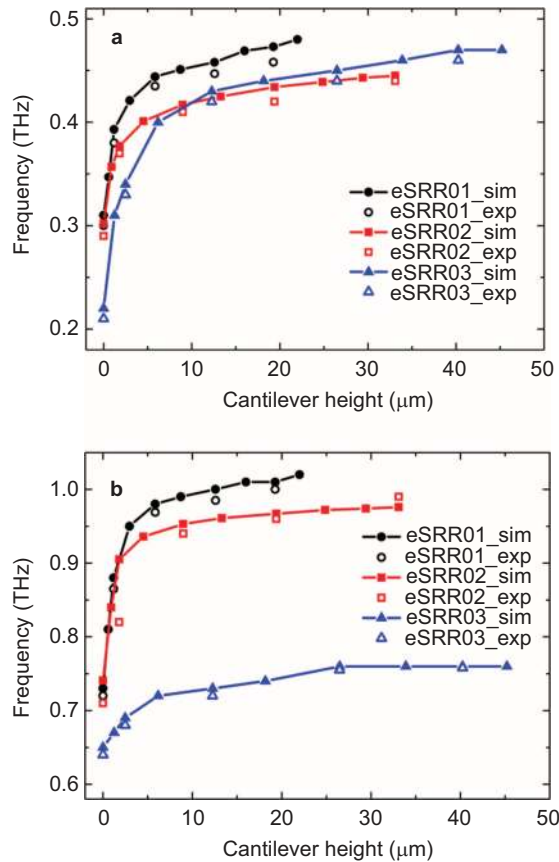 0.5
a
0.4
0.3
0.2
Frequency (THz)
eSRR01_sim
eSRR01_exp
eSRR02_sim
eSRR02_exp
eSRR03_sim
eSRR03_exp
0 10 20 30 40 50
Cantilever height (μm)
b
1.0
0.9
0.8
0.7
0.6
Frequency (THz)
eSRR01_sim
eSRR01_exp
eSRR02_sim
eSRR02_exp
eSRR03_sim
eSRR03_exp
0 10 20 30 40 50
Cantilever height (μm)